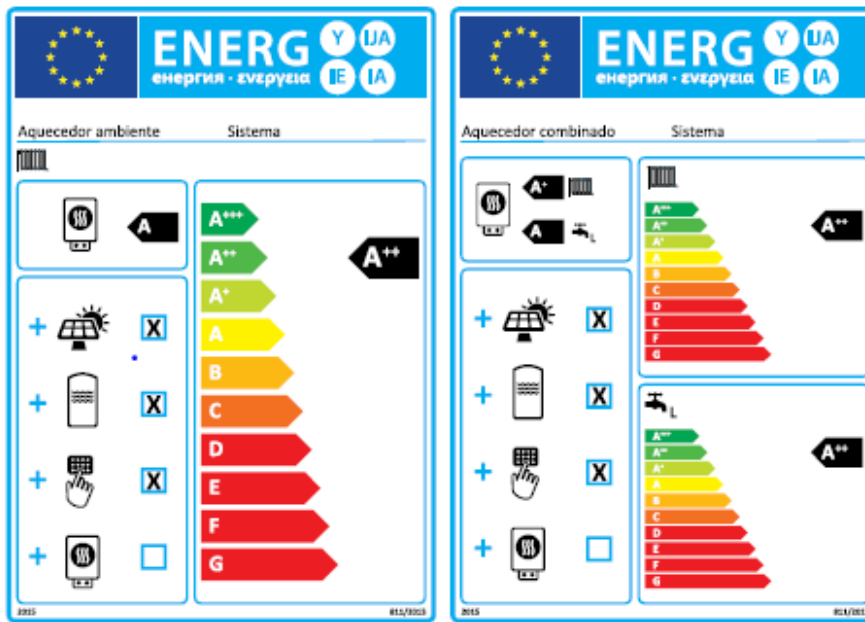 ENERG Y IJA
енергия · ενεργεια IE IA
Aquecedor ambiente Sistema
A
A+++
A++
A+
A
B
C
D
E
F
G
A++
+ X
+ X
+ X
+
2015 811/2013
ENERG Y IJA
енергия · ενεργεια IE IA
Aquecedor combinado Sistema
A+
A
L
A+++
A++
A+
A
B
C
D
E
F
G
A++
+ X
+ X
+ X
+
L
A+++
A++
A+
A
B
C
D
E
F
G
A++
2015